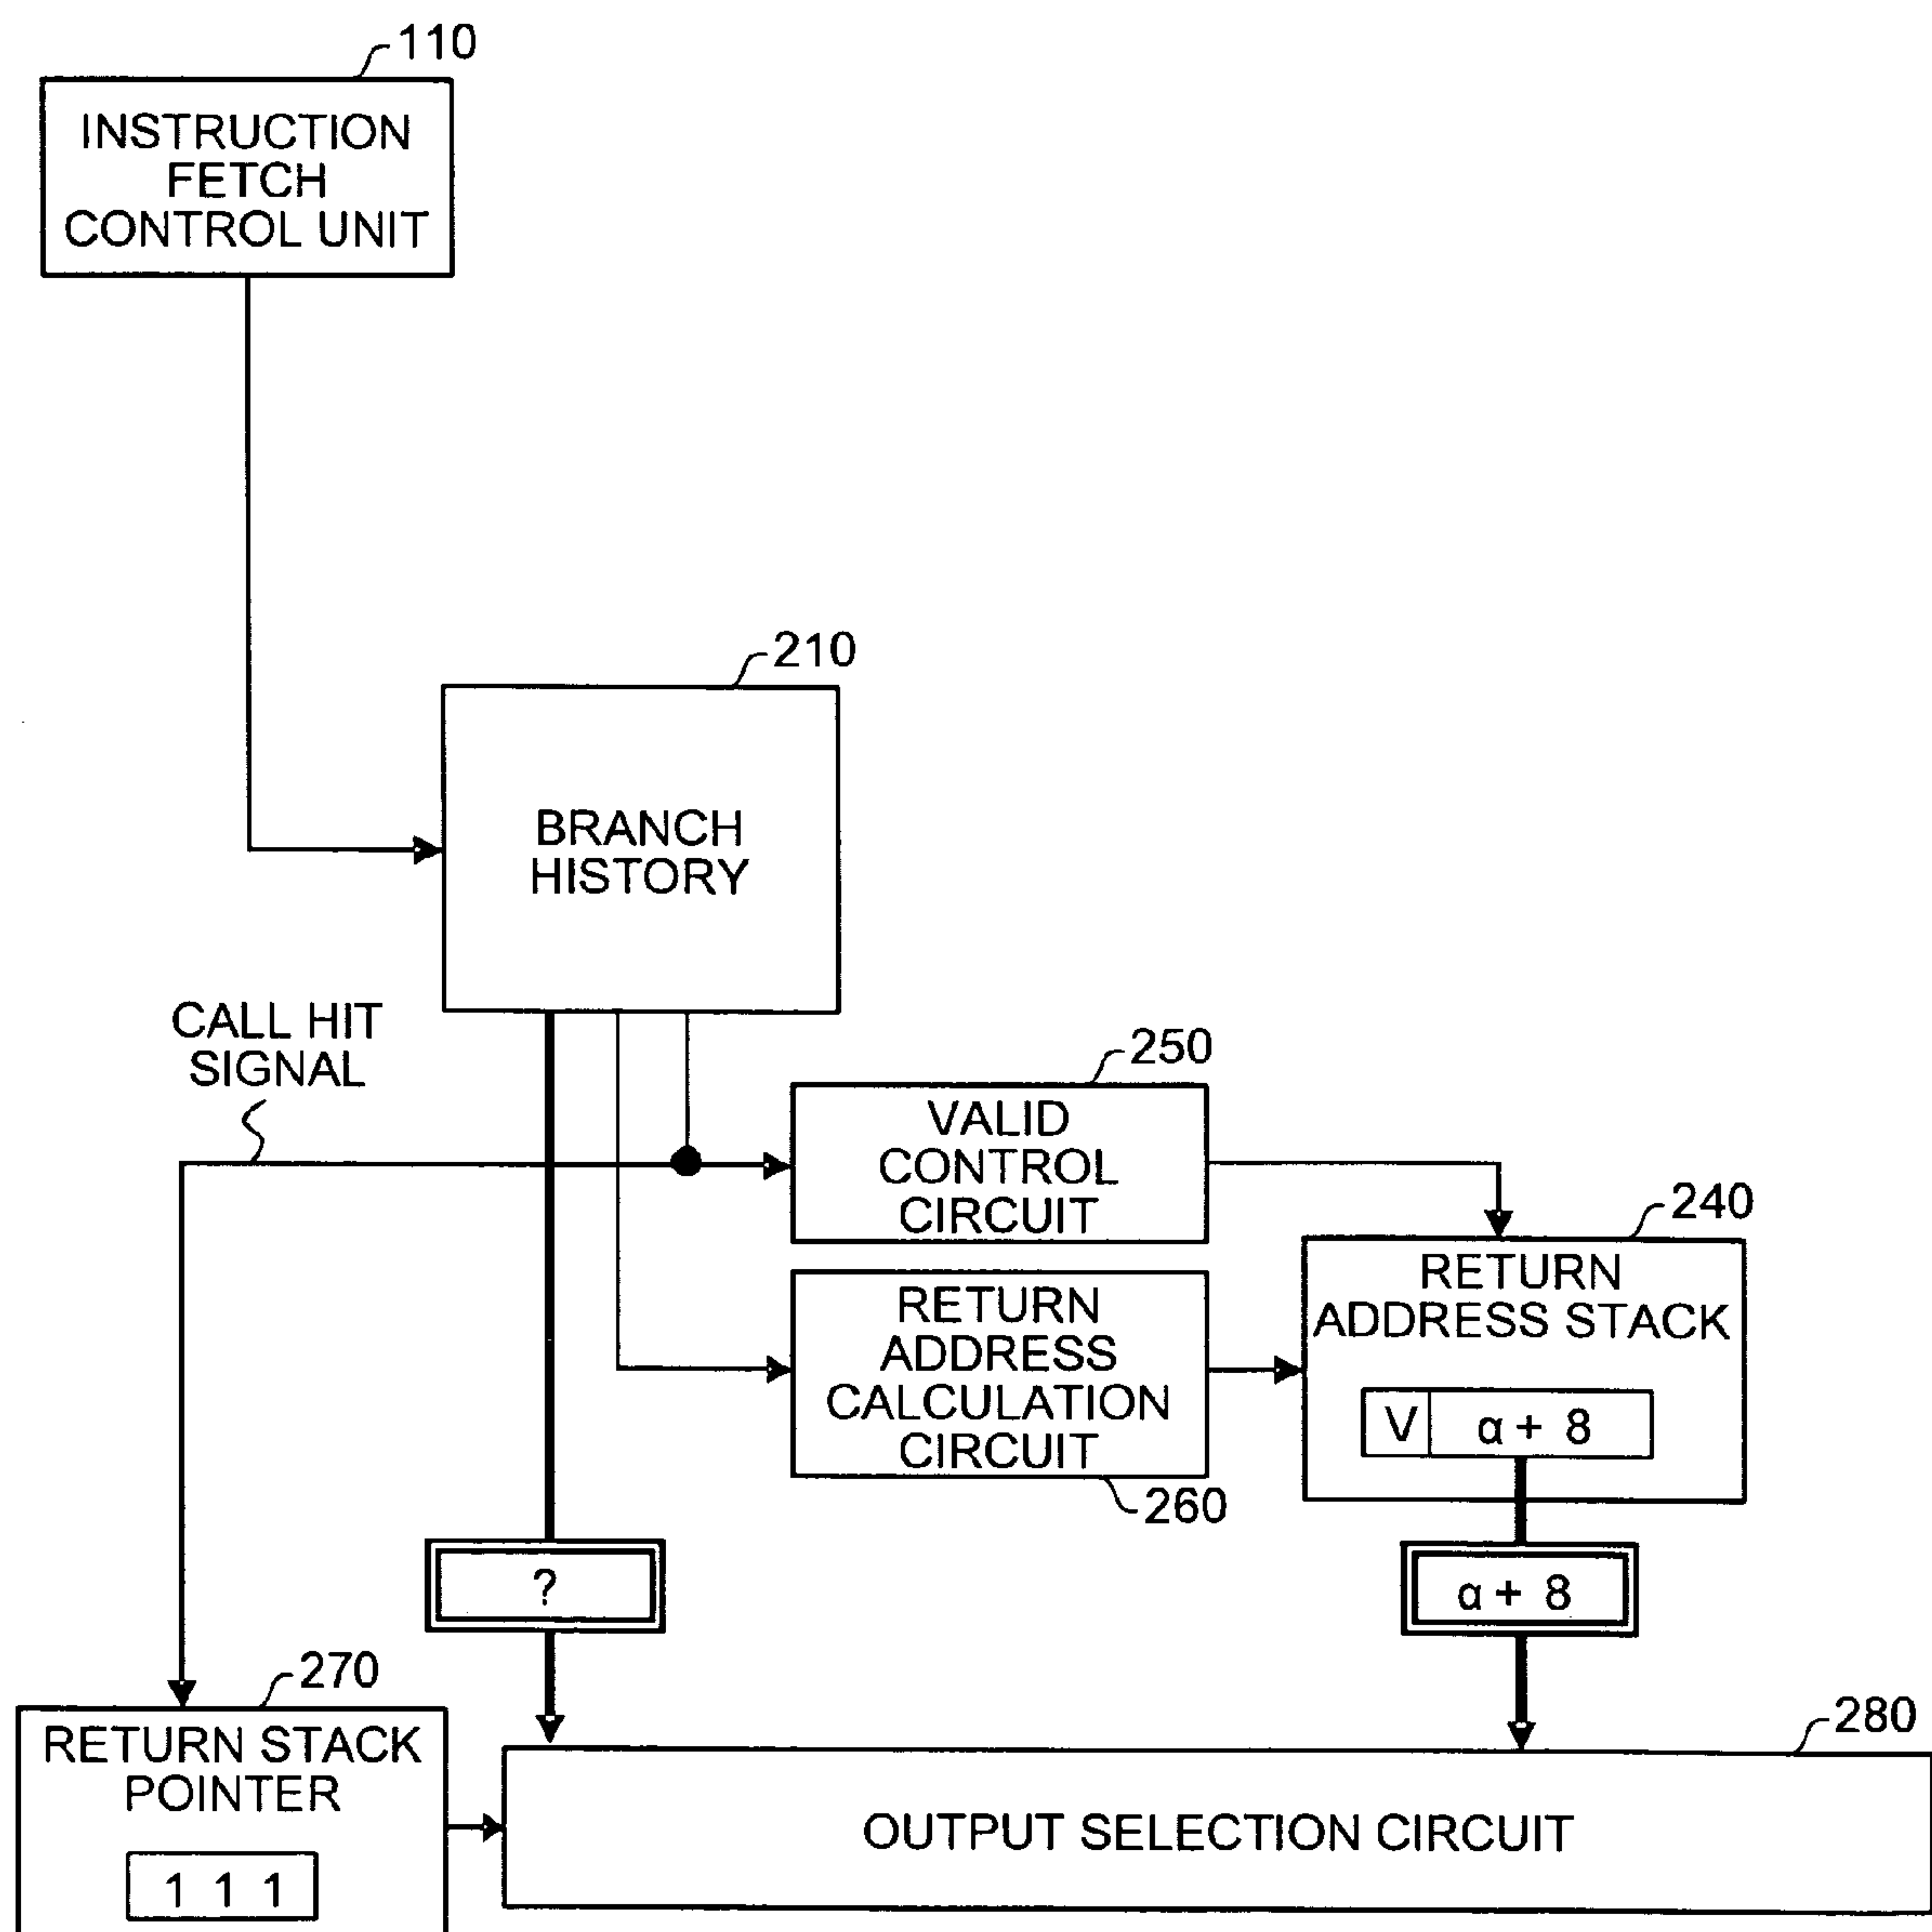 110
INSTRUCTION
FETCH
CONTROL UNIT
210
BRANCH
HISTORY
CALL HIT
SIGNAL
250
VALID
CONTROL
CIRCUIT
240
RETURN
ADDRESS STACK
V α + 8
RETURN
ADDRESS
CALCULATION
CIRCUIT
260
?
α + 8
270
RETURN STACK
POINTER
1 1 1
280
OUTPUT SELECTION CIRCUIT